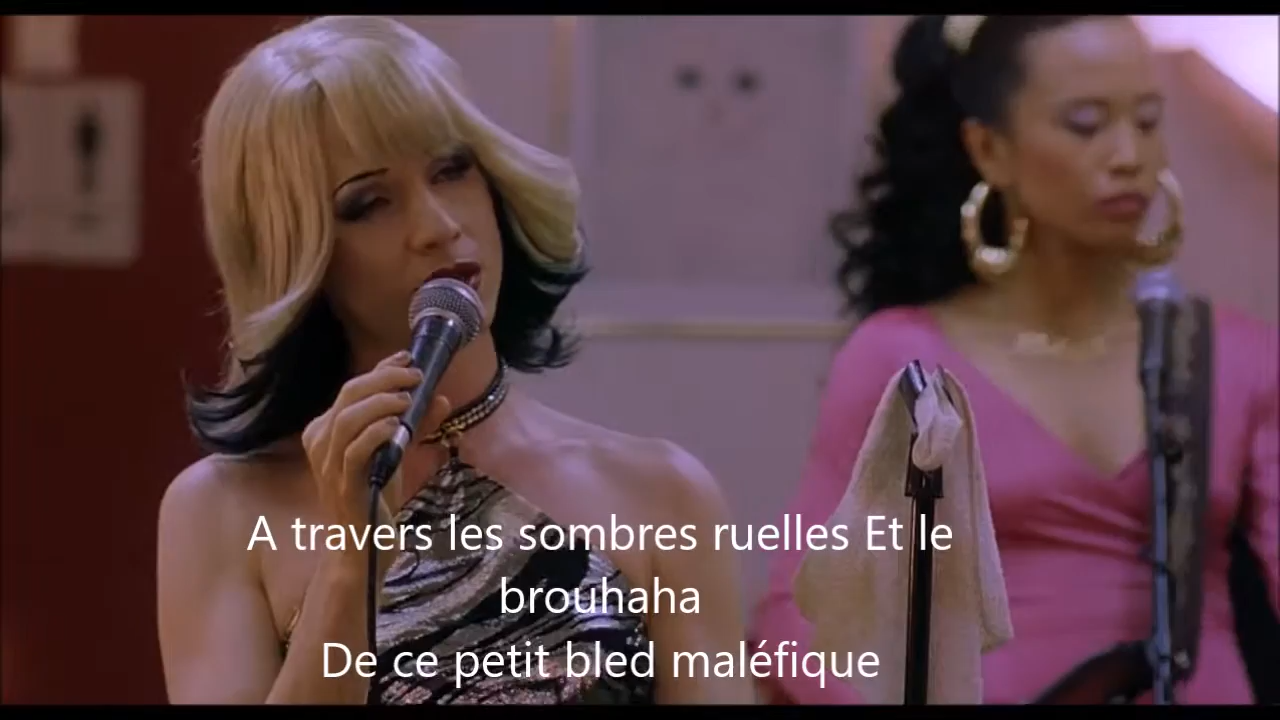 A travers les sombres ruelles Et le
brouhaha
De ce petit bled maléfique